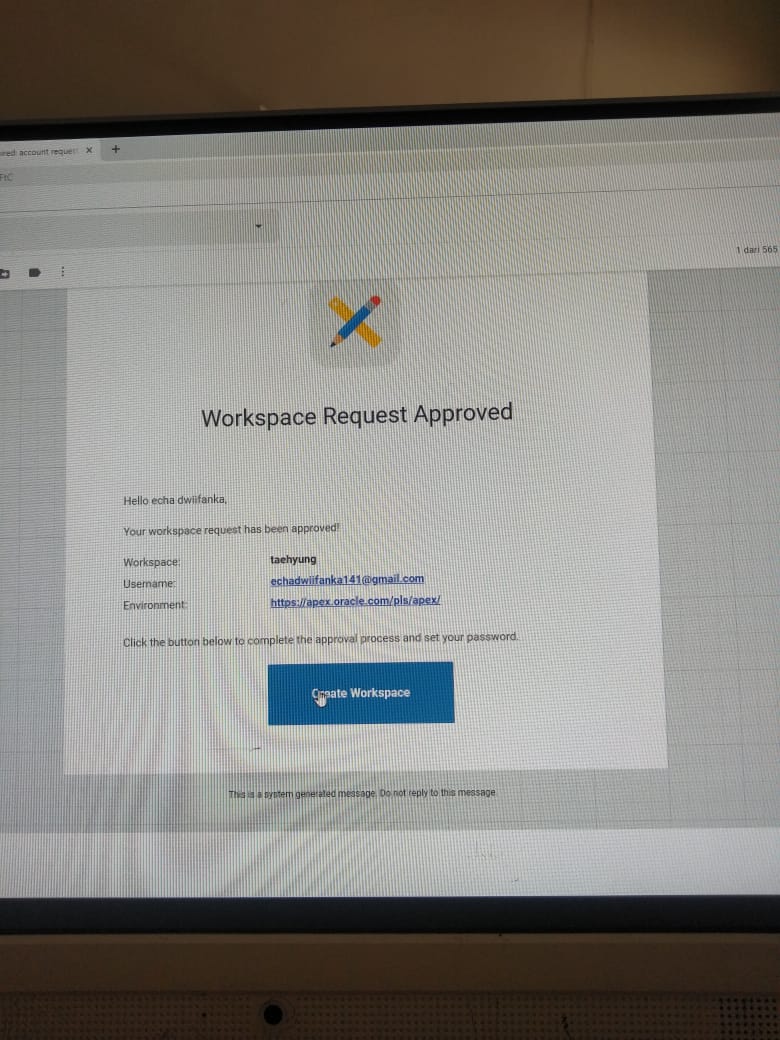 account request
1 dari 565
Workspace Request Approved
Hello echa dwiifanka,
Your workspace request has been approved!
Workspace: taehyung
Username: echadwiifanka141@gmail.com
Environment: https://apex.oracle.com/pls/apex/
Click the button below to complete the approval process and set your password.
Create Workspace
This is a system generated message. Do not reply to this message.